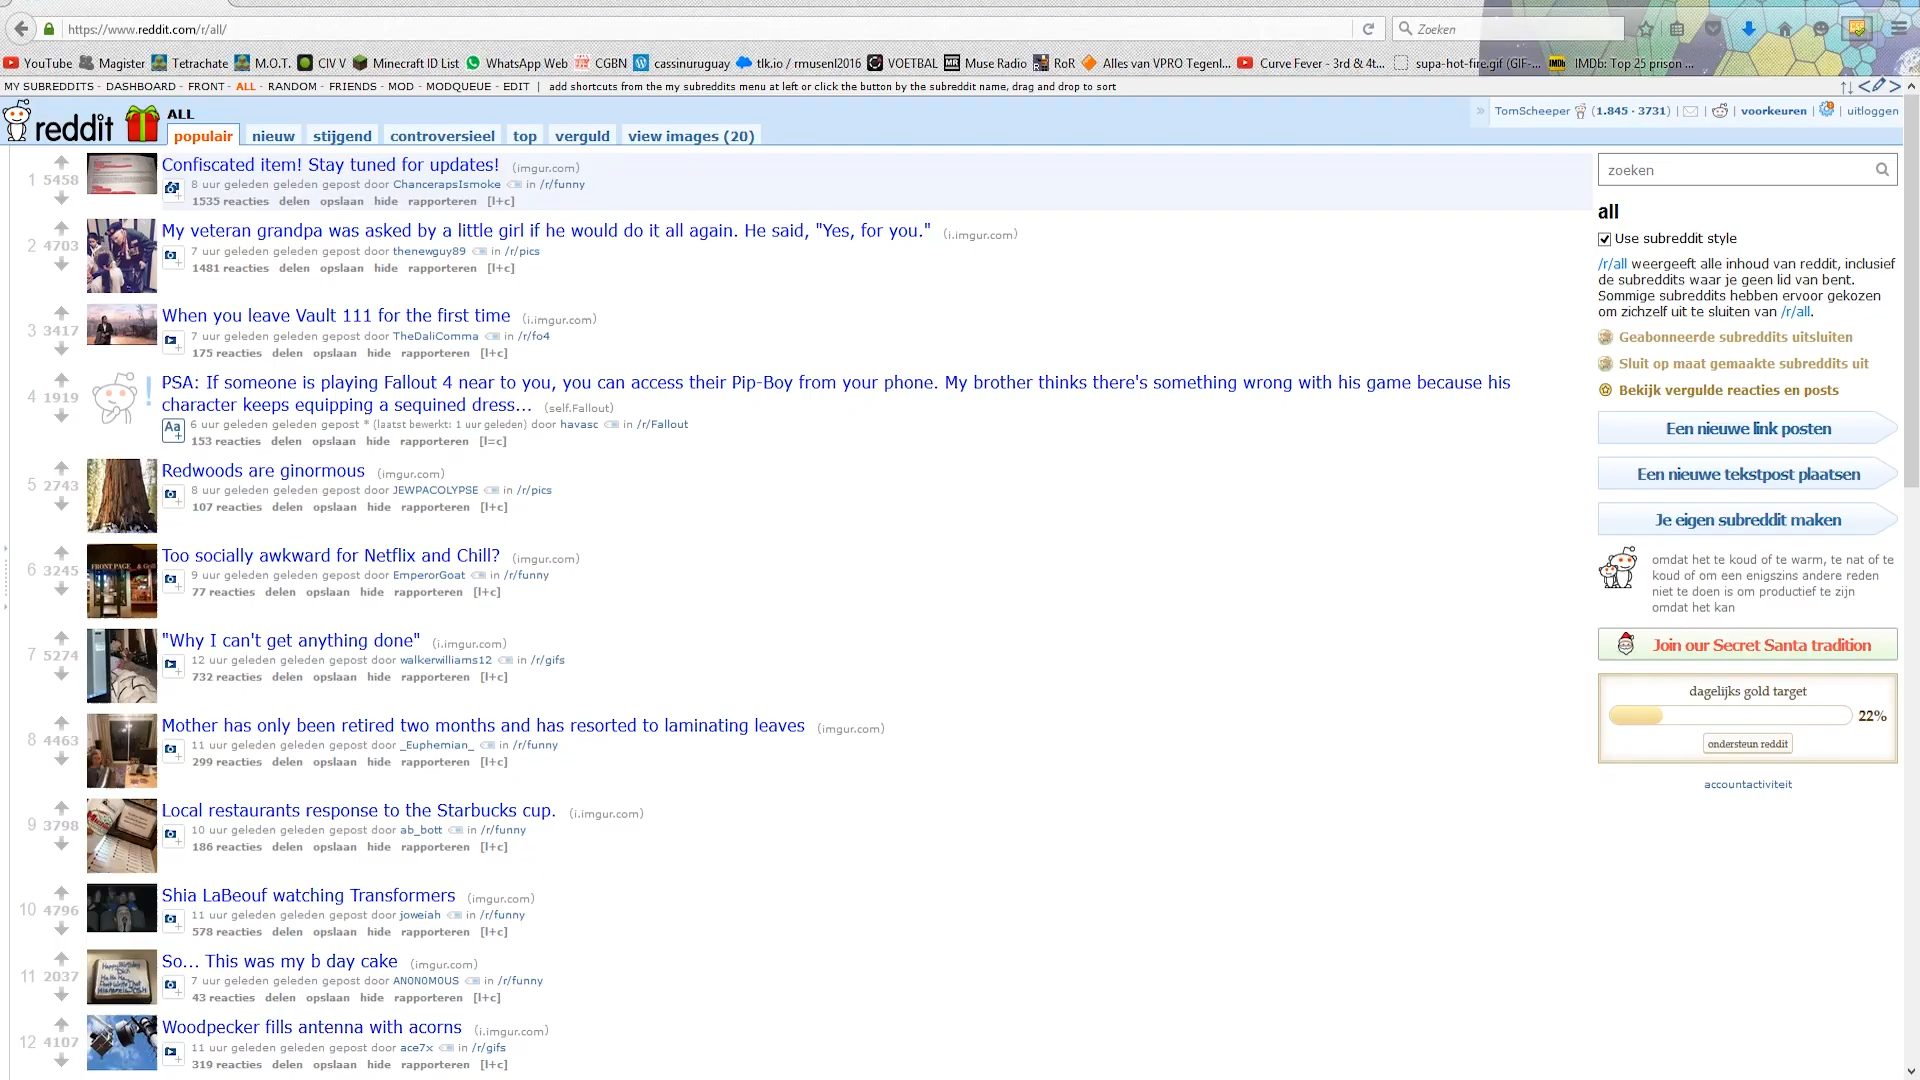 https://www.reddit.com/r/all/
Zoeken
YouTube Magister Tetrachate M.O.T. CIV V Minecraft ID List WhatsApp Web CGBN cassinuruguay tlk.io / rmusenl2016 VOETBAL Muse Radio RoR Alles van VPRO Tegenl... Curve Fever - 3rd & 4t... supa-hot-fire.gif (GIF-... IMDb: Top 25 prison ...
MY SUBREDDITS - DASHBOARD - FRONT - ALL - RANDOM - FRIENDS - MOD - MODQUEUE - EDIT | add shortcuts from the my subreddits menu at left or click the button by the subreddit name, drag and drop to sort
reddit ALL
populair nieuw stijgend controversieel top verguld view images (20)
TomScheeper (1.845 · 3731) | | | voorkeuren | | uitloggen
1 5458
Confiscated item! Stay tuned for updates! (imgur.com)
8 uur geleden geleden gepost door ChancerapsIsmoke in /r/funny
1535 reacties delen opslaan hide rapporteren [l+c]
2 4703
My veteran grandpa was asked by a little girl if he would do it all again. He said, "Yes, for you." (i.imgur.com)
7 uur geleden geleden gepost door thenewguy89 in /r/pics
1481 reacties delen opslaan hide rapporteren [l+c]
3 3417
When you leave Vault 111 for the first time (i.imgur.com)
7 uur geleden geleden gepost door TheDaliComma in /r/fo4
175 reacties delen opslaan hide rapporteren [l+c]
4 1919
PSA: If someone is playing Fallout 4 near to you, you can access their Pip-Boy from your phone. My brother thinks there's something wrong with his game because his
character keeps equipping a sequined dress... (self.Fallout)
Aa 6 uur geleden geleden gepost * (laatst bewerkt: 1 uur geleden) door havasc in /r/Fallout
153 reacties delen opslaan hide rapporteren [l=c]
5 2743
Redwoods are ginormous (imgur.com)
8 uur geleden geleden gepost door JEWPACOLYPSE in /r/pics
107 reacties delen opslaan hide rapporteren [l+c]
6 3245
FRONT PAGE
Too socially awkward for Netflix and Chill? (imgur.com)
9 uur geleden geleden gepost door EmperorGoat in /r/funny
77 reacties delen opslaan hide rapporteren [l+c]
7 5274
"Why I can't get anything done" (i.imgur.com)
12 uur geleden geleden gepost door walkerwilliams12 in /r/gifs
732 reacties delen opslaan hide rapporteren [l+c]
8 4463
Mother has only been retired two months and has resorted to laminating leaves (imgur.com)
11 uur geleden geleden gepost door _Euphemian_ in /r/funny
299 reacties delen opslaan hide rapporteren [l+c]
9 3798
Local restaurants response to the Starbucks cup. (i.imgur.com)
10 uur geleden geleden gepost door ab_bott in /r/funny
186 reacties delen opslaan hide rapporteren [l+c]
10 4796
Shia LaBeouf watching Transformers (imgur.com)
11 uur geleden geleden gepost door joweiah in /r/funny
578 reacties delen opslaan hide rapporteren [l+c]
11 2037
So... This was my b day cake (imgur.com)
7 uur geleden geleden gepost door AN0N0M0US in /r/funny
43 reacties delen opslaan hide rapporteren [l+c]
12 4107
Woodpecker fills antenna with acorns (i.imgur.com)
11 uur geleden geleden gepost door ace7x in /r/gifs
319 reacties delen opslaan hide rapporteren [l+c]
zoeken
all
Use subreddit style
/r/all weergeeft alle inhoud van reddit, inclusief
de subreddits waar je geen lid van bent.
Sommige subreddits hebben ervoor gekozen
om zichzelf uit te sluiten van /r/all.
Geabonneerde subreddits uitsluiten
Sluit op maat gemaakte subreddits uit
Bekijk vergulde reacties en posts
Een nieuwe link posten
Een nieuwe tekstpost plaatsen
Je eigen subreddit maken
omdat het te koud of te warm, te nat of te
koud of om een enigszins andere reden
niet te doen is om productief te zijn
omdat het kan
Join our Secret Santa tradition
dagelijks gold target
22%
ondersteun reddit
accountactiviteit